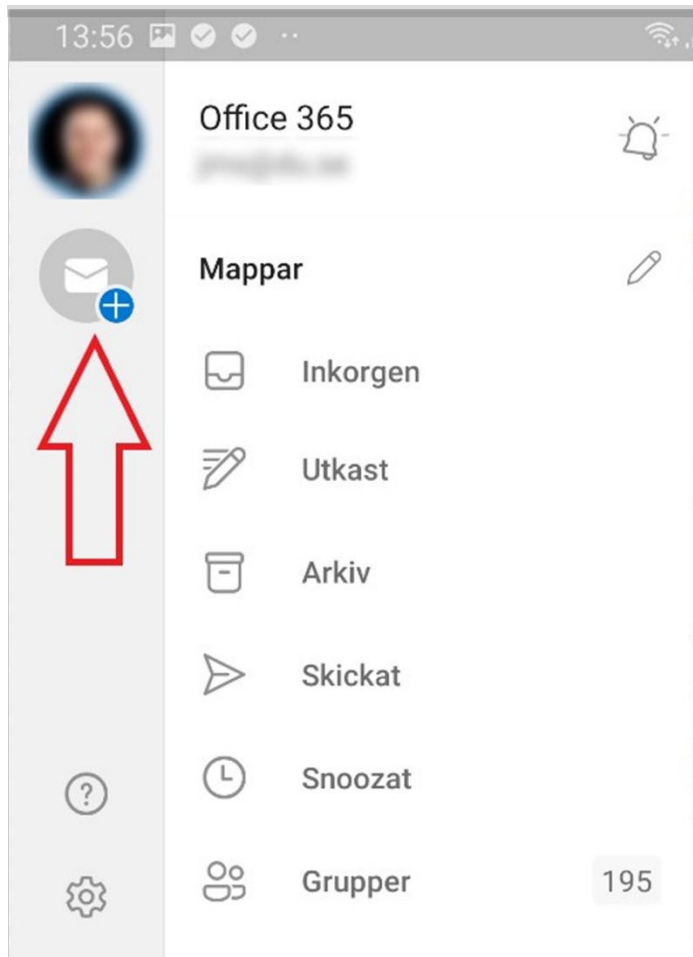 13:56
Office 365
Mappar
Inkorgen
Utkast
Arkiv
Skickat
Snoozat
Grupper 195